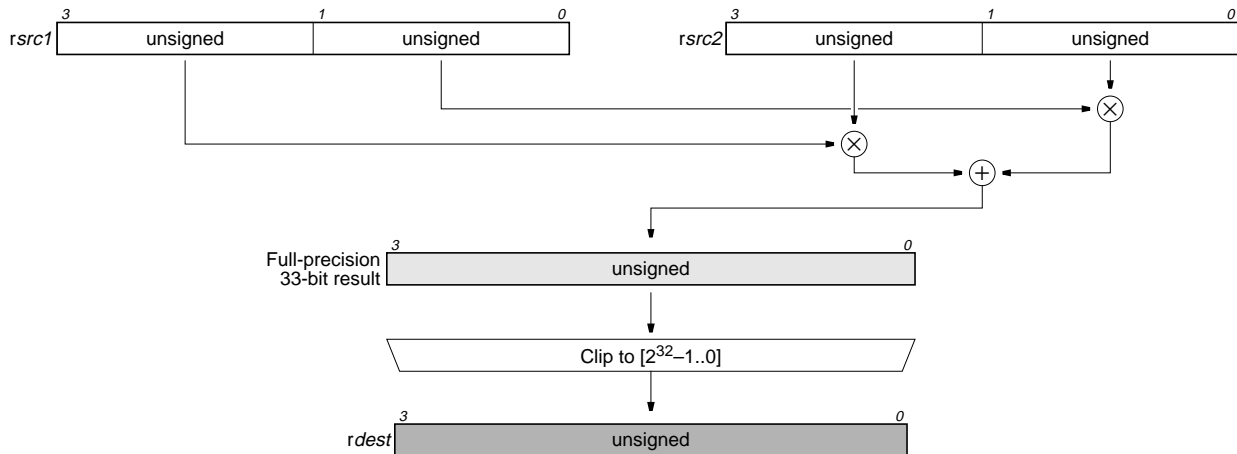 3 1 0 3 1 0
rsrc1 unsigned unsigned rsrc2 unsigned unsigned
× 
×
+
3 0
Full-precision
33-bit result
unsigned
Clip to [2³²–1..0]
3 0
rdest unsigned